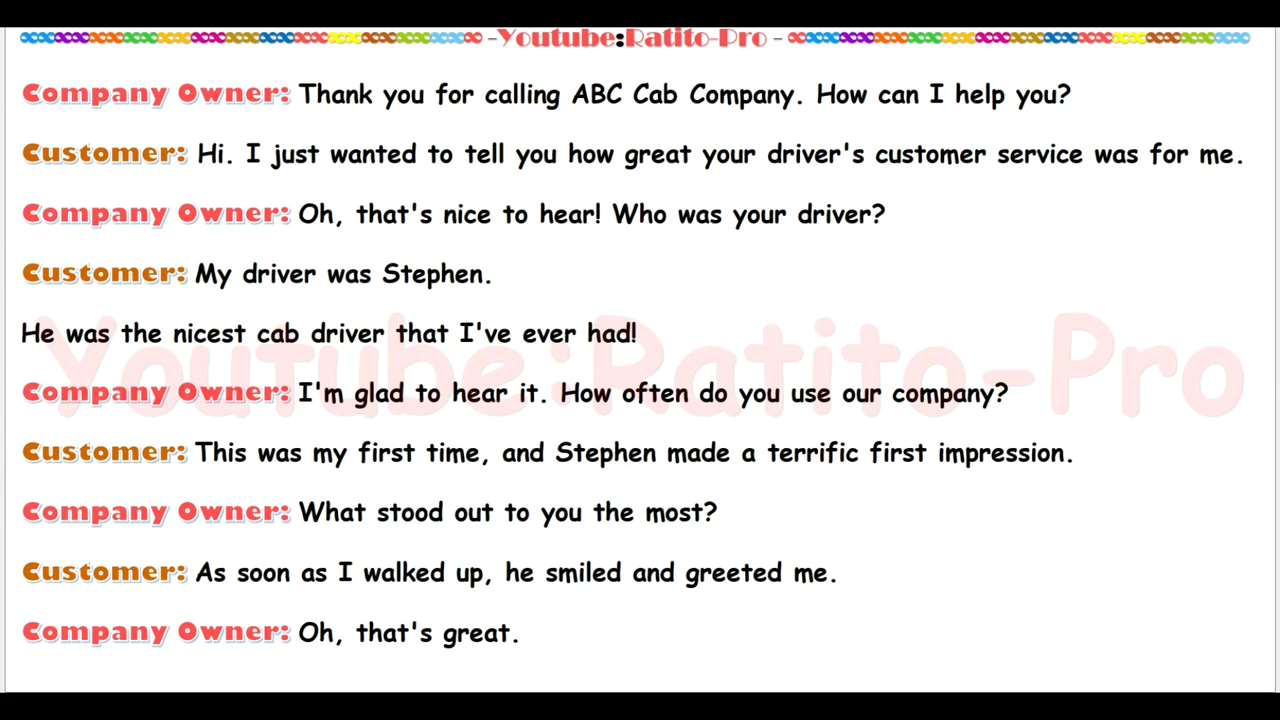 -Youtube:Ratito-Pro -
Company Owner: Thank you for calling ABC Cab Company. How can I help you?
Customer: Hi. I just wanted to tell you how great your driver's customer service was for me.
Company Owner: Oh, that's nice to hear! Who was your driver?
Customer: My driver was Stephen.
He was the nicest cab driver that I've ever had!
Youtube:Ratito-Pro
Company Owner: I'm glad to hear it. How often do you use our company?
Customer: This was my first time, and Stephen made a terrific first impression.
Company Owner: What stood out to you the most?
Customer: As soon as I walked up, he smiled and greeted me.
Company Owner: Oh, that's great.